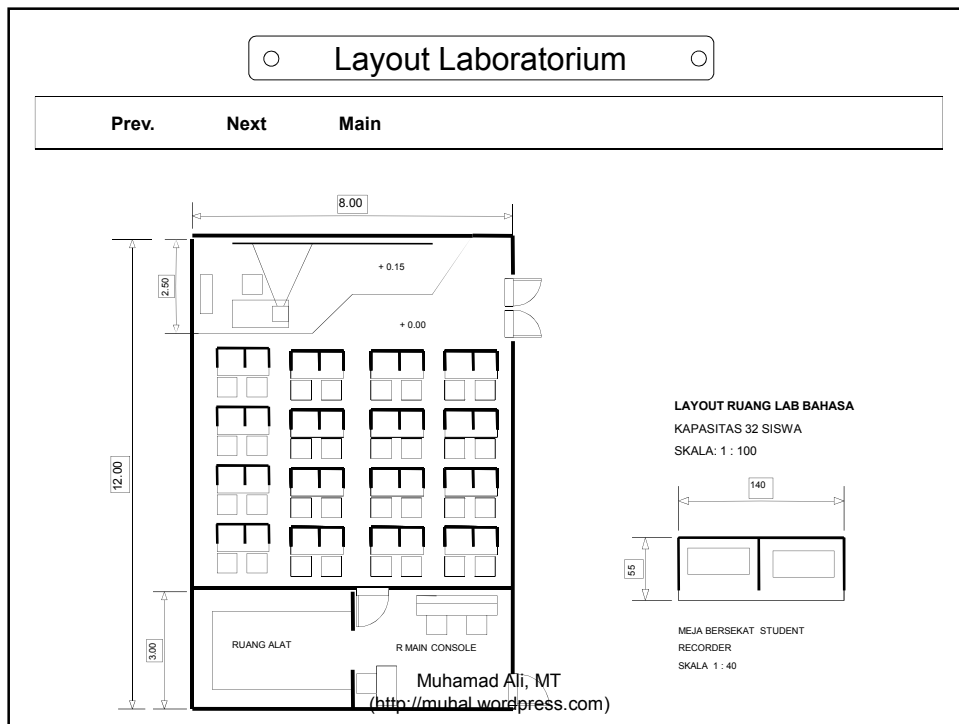 Layout Laboratorium
Prev. Next Main
8.00
2.50
+ 0.15
+ 0.00
12.00
3.00
RUANG ALAT
R MAIN CONSOLE
LAYOUT RUANG LAB BAHASA
KAPASITAS 32 SISWA
SKALA: 1 : 100
140
55
MEJA BERSEKAT STUDENT
RECORDER
SKALA 1 : 40
Muhamad Ali, MT
(http://muhal.wordpress.com)